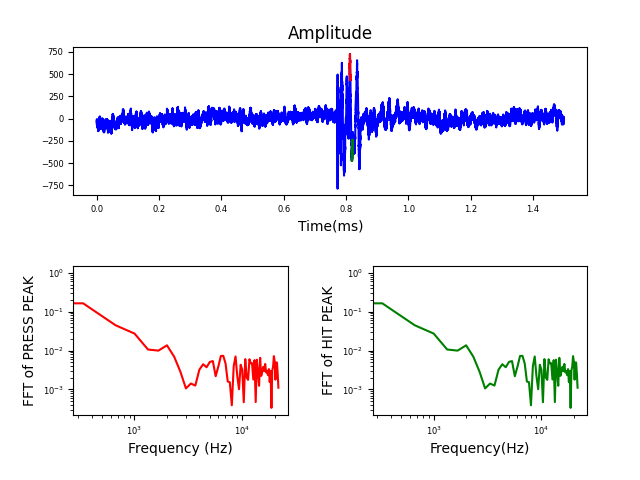 Amplitude
750
500
250
0
−250
−500
−750
0.0 0.2 0.4 0.6 0.8 1.0 1.2 1.4
Time(ms)
FFT of PRESS PEAK
10⁰
10⁻¹
10⁻²
10⁻³
10³ 10⁴
Frequency (Hz)
FFT of HIT PEAK
10⁰
10⁻¹
10⁻²
10⁻³
10³ 10⁴
Frequency(Hz)